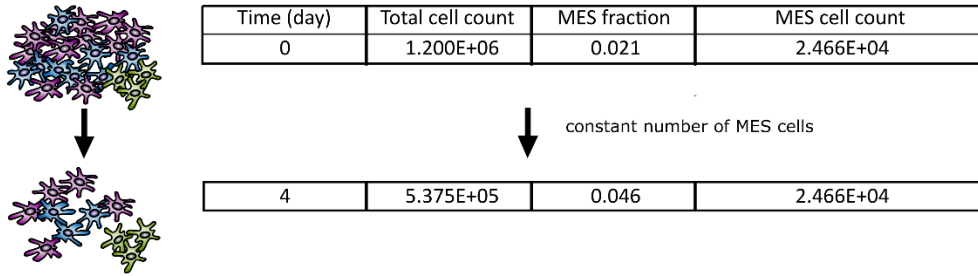 Time (day) Total cell count MES fraction MES cell count
0 1.200E+06 0.021 2.466E+04
constant number of MES cells
4 5.375E+05 0.046 2.466E+04